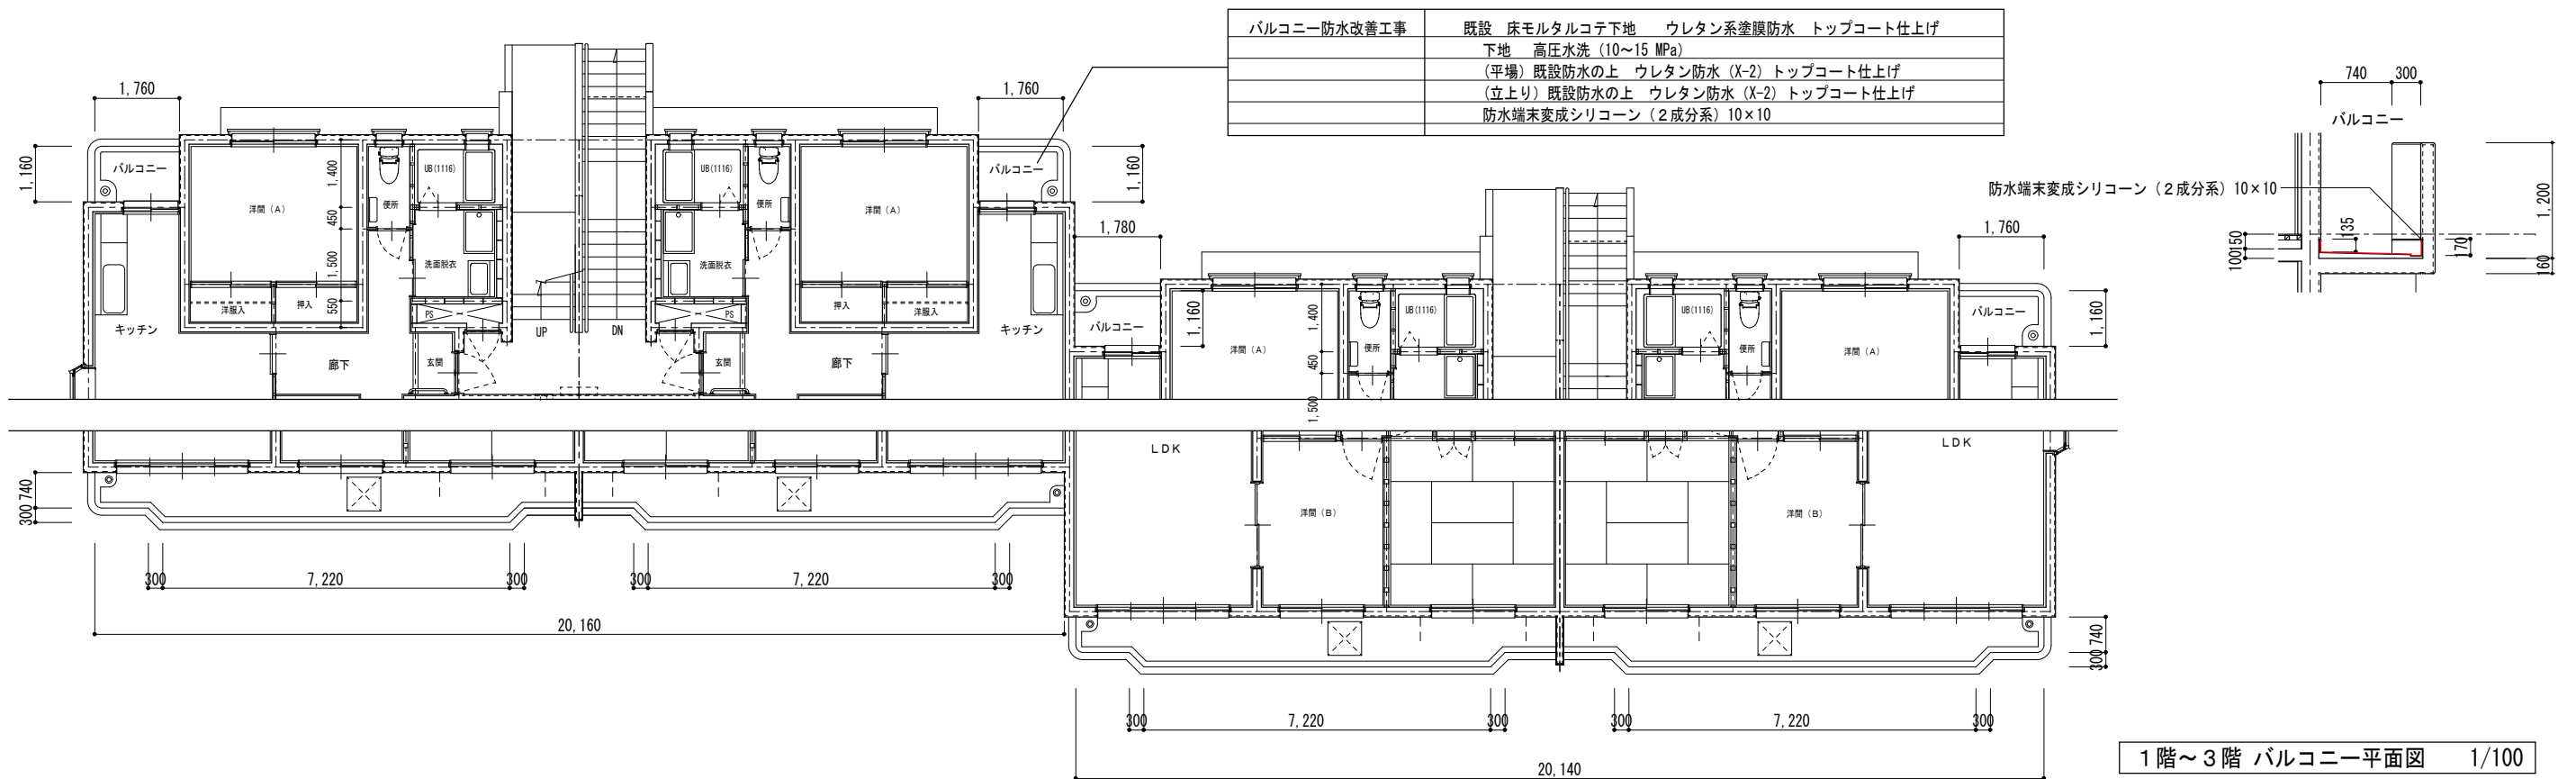 バルコニー防水改善工事 既設 床モルタルコテ下地 ウレタン系塗膜防水 トップコート仕上げ
下地 高圧水洗(10～15 MPa)
(平場)既設防水の上 ウレタン防水(X-2)トップコート仕上げ
(立上り)既設防水の上 ウレタン防水(X-2)トップコート仕上げ
防水端末変成シリコーン(2成分系)10×10
740 300
バルコニー
防水端末変成シリコーン(2成分系)10×10
1,200
135
150
100
170
160
1,760 1,760
1,160 バルコニー 1,400 UB(1116) UB(1116) バルコニー 1,160
洋間(A) 便所 便所 洋間(A)
450
洗面脱衣 洗面脱衣
1,500
洋服入 押入 550 PS PS 押入 洋服入
キッチン UP DN キッチン
廊下 玄関 玄関 廊下
1,780 1,760
バルコニー 1,160 1,400 UB(1116) UB(1116) バルコニー 1,160
洋間(A) 便所 便所 洋間(A)
450
1,500
LDK LDK
洋間(B) 洋間(B)
740
300
300 7,220 300 300 7,220 300
20,160
740
300
300 7,220 300 300 7,220 300
20,140
1階～3階 バルコニー平面図 1/100